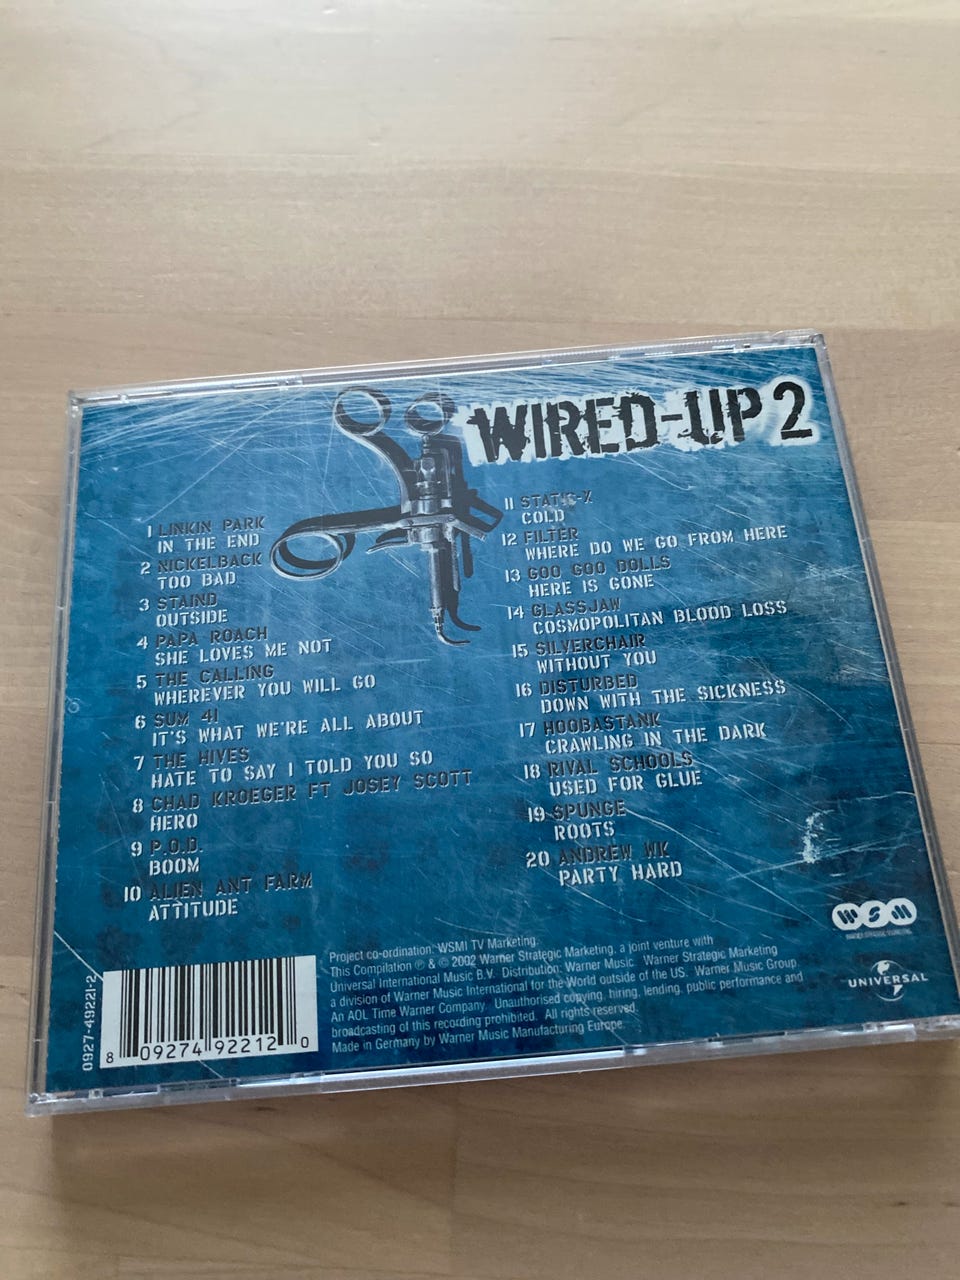 WIRED-UP 2
1 LINKIN PARK
IN THE END
2 NICKELBACK
TOO BAD
3 STAIND
OUTSIDE
4 PAPA ROACH
SHE LOVES ME NOT
5 THE CALLING
WHEREVER YOU WILL GO
6 SUM 41
IT'S WHAT WE'RE ALL ABOUT
7 THE HIVES
HATE TO SAY I TOLD YOU SO
8 CHAD KROEGER FT JOSEY SCOTT
HERO
9 P.O.D.
BOOM
10 ALIEN ANT FARM
ATTITUDE
11 STATIC-X
COLD
12 FILTER
WHERE DO WE GO FROM HERE
13 GOO GOO DOLLS
HERE IS GONE
14 GLASSJAW
COSMOPOLITAN BLOOD LOSS
15 SILVERCHAIR
WITHOUT YOU
16 DISTURBED
DOWN WITH THE SICKNESS
17 HOOBASTANK
CRAWLING IN THE DARK
18 RIVAL SCHOOLS
USED FOR GLUE
19 SPUNGE
ROOTS
20 ANDREW WK
PARTY HARD
0927-49221-2
8 09274 92212 0
Project co-ordination: WSMI TV Marketing.
This Compilation ℗ & © 2002 Warner Strategic Marketing, a joint venture with
Universal International Music B.V. Distribution: Warner Music. Warner Strategic Marketing
a division of Warner Music International for the World outside of the US. Warner Music Group
An AOL Time Warner Company. Unauthorised copying, hiring, lending, public performance and
broadcasting of this recording prohibited. All rights reserved.
Made in Germany by Warner Music Manufacturing Europe.
WSM
WARNER STRATEGIC MARKETING
UNIVERSAL